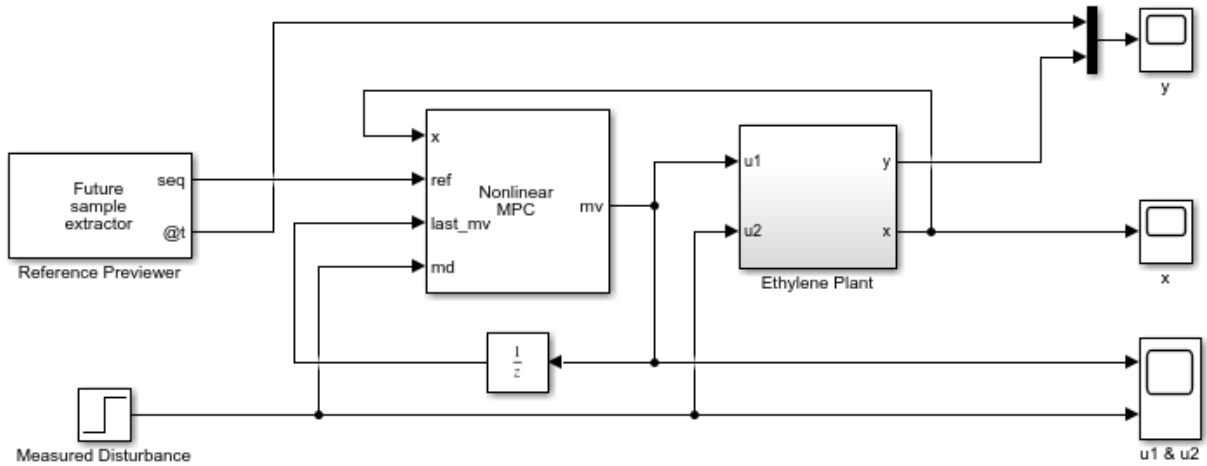 y
x
Future
sample
extractor
seq
@t
Reference Previewer
ref
last_mv
md
Nonlinear
MPC
mv
u1
u2
y
x
Ethylene Plant
x
1
z
Measured Disturbance
u1 & u2